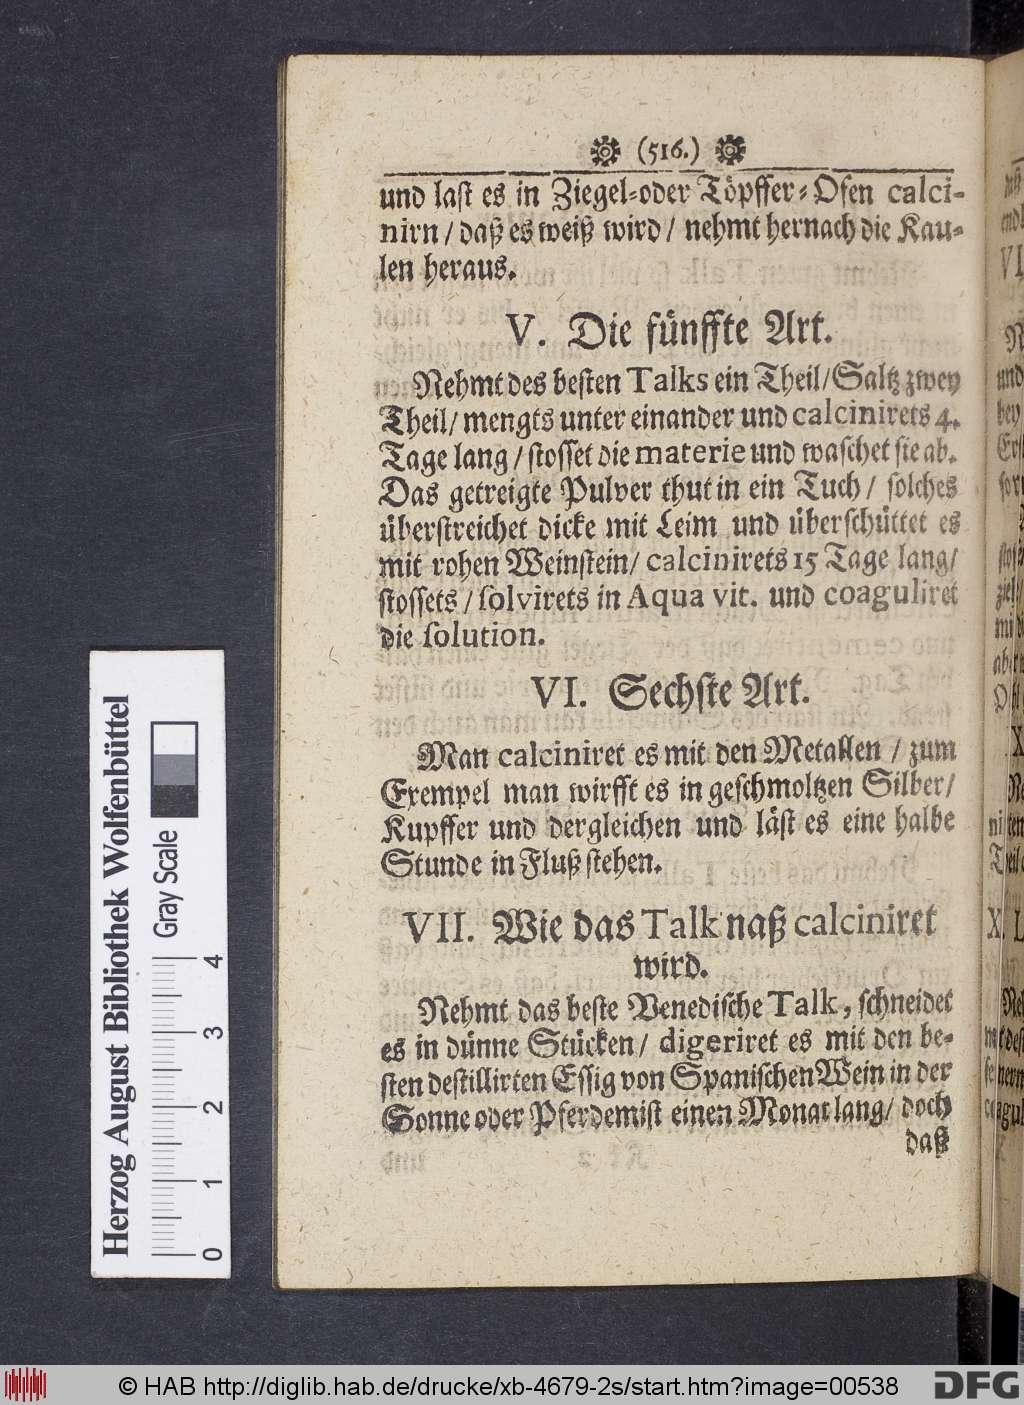 (516.)
und laſt es in Ziegel-oder Töpffer-Ofen calci-
nirn / daß es weiß wird / nehmt hernach die Kau-
len heraus.
V. Die fünffte Art.
Nehmt des beſten Talks ein Theil/Saltz zwey
Theil/ mengts unter einander und calcinirets 4.
Tage lang / ſtoſſet die materie und waſchet ſie ab.
Das getreigte Pulver thut in ein Tuch / ſolches
überſtreichet dicke mit Leim und überſchüttet es
mit rohen Weinſtein/ calcinirets 15 Tage lang/
ſtoſſets / ſolvirets in Aqua vit. und coaguliret
die ſolution.
VI. Sechste Art.
Man calciniret es mit den Metallen / zum
Exempel man wirfft es in geſchmoltzen Silber/
Kupffer und dergleichen und läſt es eine halbe
Stunde in Fluß ſtehen.
VII. Wie das Talk naß calciniret
wird.
Nehmt das beſte Venediſche Talk, ſchneidet
es in dünne Stücken/ digeriret es mit den be-
ſten deſtillirten Eſſig von Spaniſchen Wein in der
Sonne oder Pferdemiſt einen Monat lang/ doch
daß
Herzog August Bibliothek Wolfenbüttel
Gray Scale
0 1 2 3 4
© HAB http://diglib.hab.de/drucke/xb-4679-2s/start.htm?image=00538
DFG